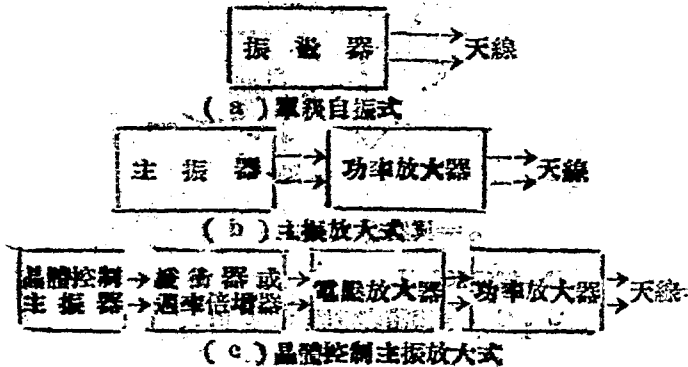 振盪器 天線
(a)單級自振式
主振器 功率放大器 天線
(b)主振放大式
晶體控制 緩衝器或 電壓放大器 功率放大器 天線
主振器 週率倍增器
(c)晶體控制主振放大式